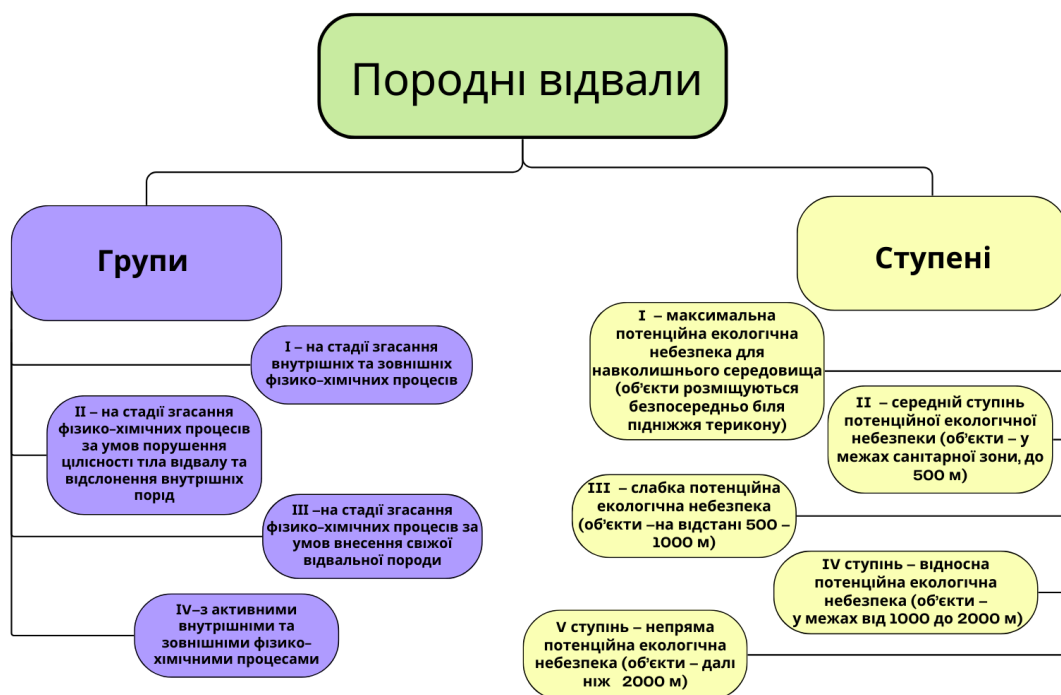 Породні відвали
Групи
I – на стадії згасання
внутрішніх та зовнішніх
фізико-хімічних процесів
II – на стадії згасання
фізико-хімічних процесів
за умов порушення
цілісності тіла відвалу та
відслонення внутрішніх
порід
III –на стадії згасання
фізико-хімічних процесів за
умов внесення свіжої
відвальної породи
IV–з активними
внутрішніми та
зовнішніми фізико-
хімічними процесами
Ступені
I – максимальна
потенційна екологічна
небезпека для
навколишнього середовища
(об'єкти розміщуються
безпосередньо біля
підніжжя терикону)
II – середній ступінь
потенційної екологічної
небезпеки (об'єкти – у
межах санітарної зони, до
500 м)
III – слабка потенційна
екологічна небезпека
(об'єкти –на відстані 500 –
1000 м)
IV ступінь – відносна
потенційна екологічна
небезпека (об'єкти –
у межах від 1000 до 2000 м)
V ступінь – непряма
потенційна екологічна
небезпека (об'єкти – далі
ніж 2000 м)